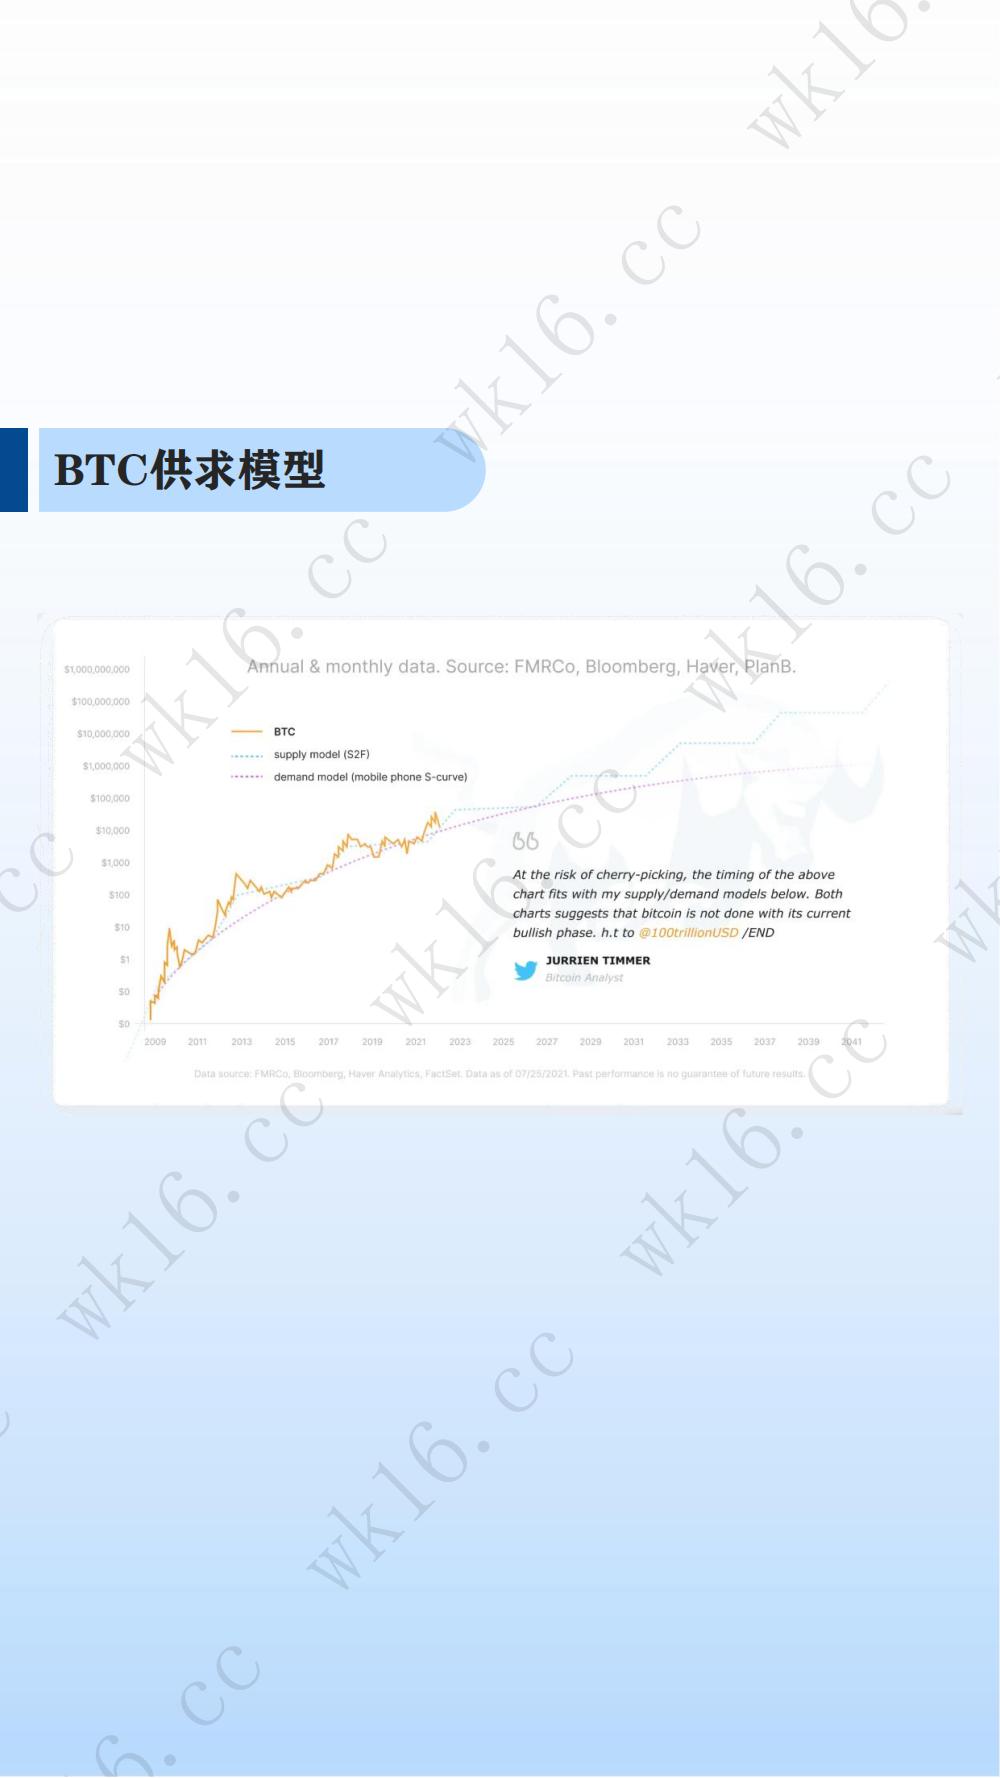 BTC供求模型
Annual & monthly data. Source: FMRCo, Bloomberg, Haver, PlanB.
$1,000,000,000
$100,000,000
$10,000,000
$1,000,000
$100,000
$10,000
$1,000
$100
$10
$1
$0
$0
BTC
supply model (S2F)
demand model (mobile phone S-curve)
At the risk of cherry-picking, the timing of the above
chart fits with my supply/demand models below. Both
charts suggests that bitcoin is not done with its current
bullish phase. h.t to @100trillionUSD /END
JURRIEN TIMMER
Bitcoin Analyst
2009 2011 2013 2015 2017 2019 2021 2023 2025 2027 2029 2031 2033 2035 2037 2039 2041
Data source: FMRCo, Bloomberg, Haver Analytics, FactSet. Data as of 07/25/2021. Past performance is no guarantee of future results.
wk16.cc
wk16.cc
wk16.cc
wk16.cc
wk16.cc
wk16.cc
wk16.cc
wk16.cc